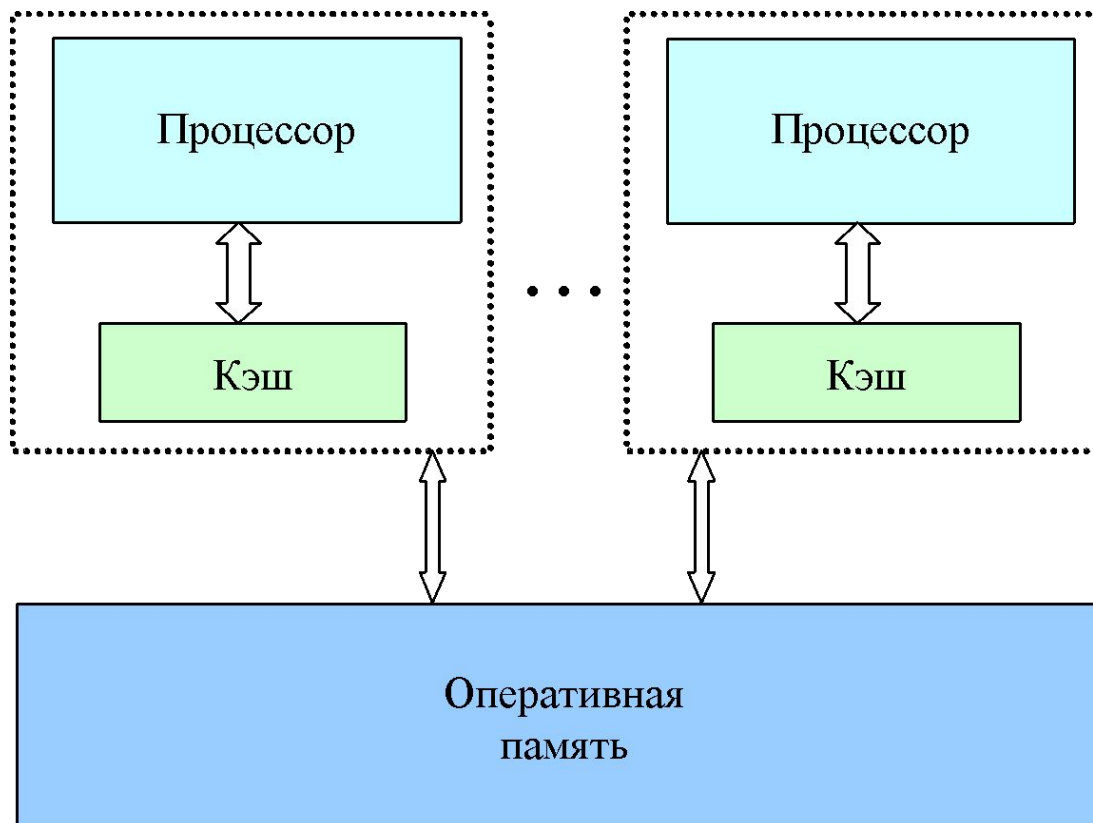 Процессор
Процессор
Кэш
Кэш
Оперативная
память